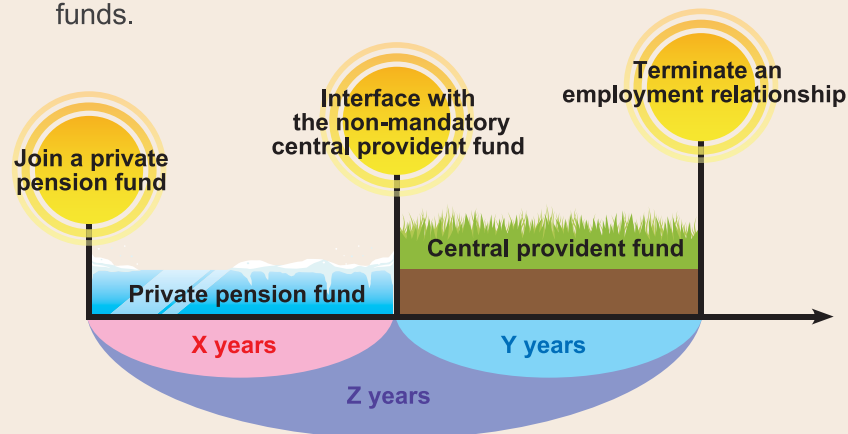 funds.
Join a private
pension fund
Interface with
the non-mandatory
central provident fund
Terminate an
employment relationship
Private pension fund
Central provident fund
X years
Y years
Z years